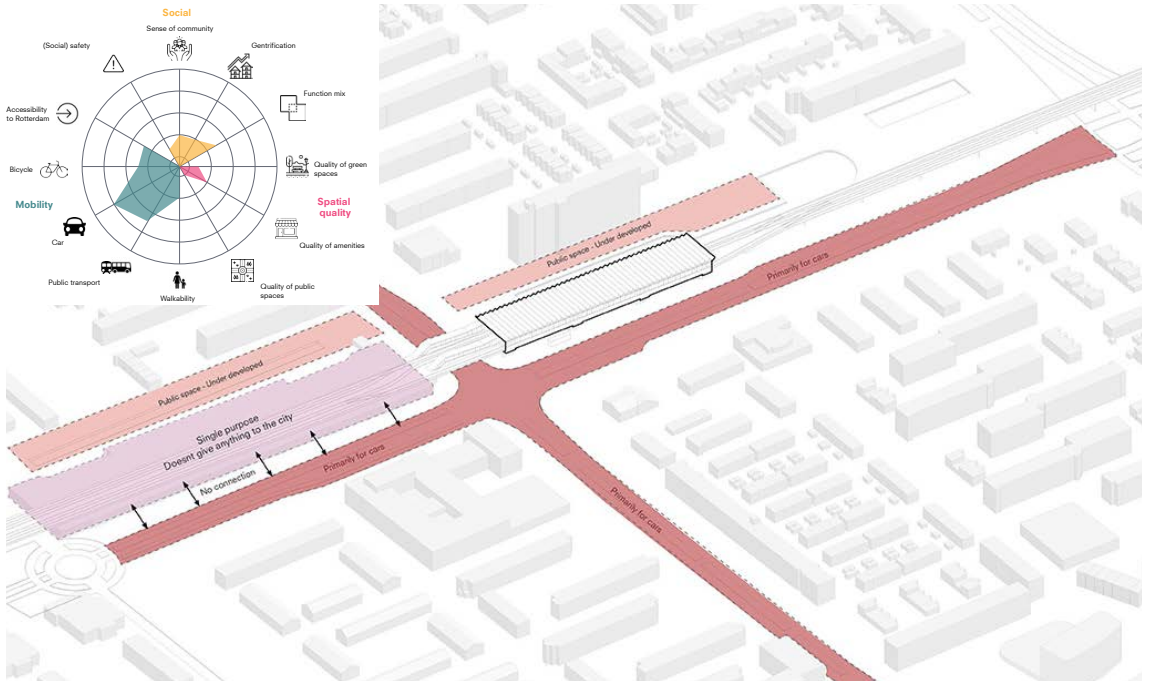 Social
Sense of community
(Social) safety
Gentrification
Function mix
Accessibility
to Rotterdam
Bicycle
Quality of green
spaces
Mobility
Spatial
quality
Car
Quality of amenities
Public transport
Walkability
Quality of public
spaces
Public space - Under developed
Primarily for cars
Public space - Under developed
Single purpose
Doesnt give anything to the city
No connection
Primarily for cars
Primarily for cars